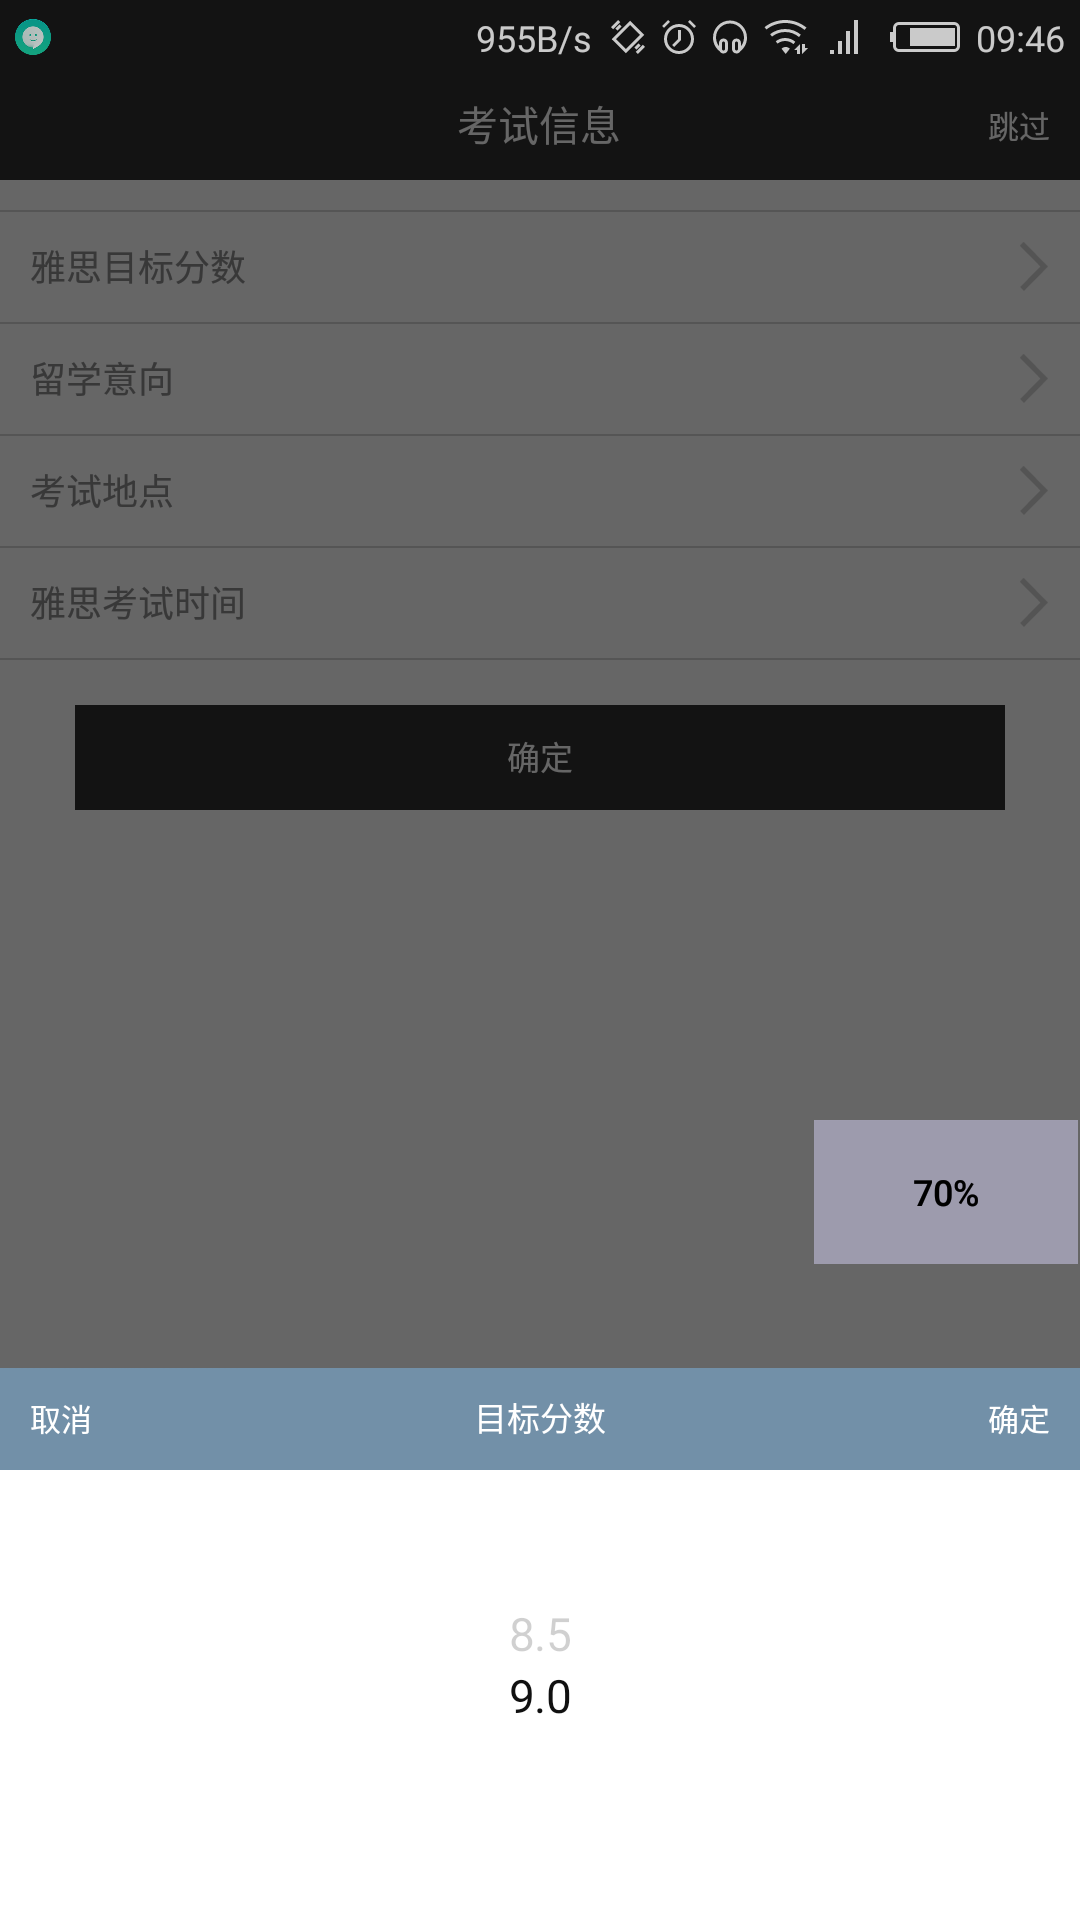 955B/s 09:46
考试信息 跳过
雅思目标分数
留学意向
考试地点
雅思考试时间
确定
70%
取消 目标分数 确定
8.5
9.0